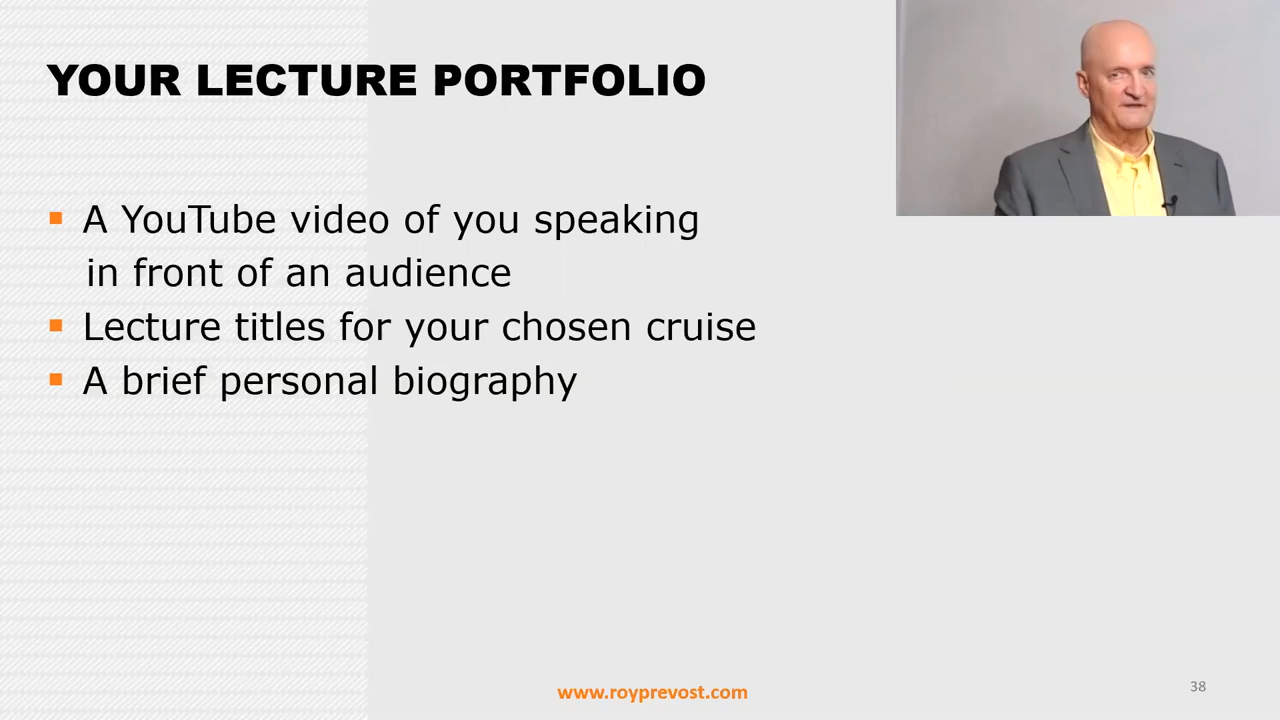 YOUR LECTURE PORTFOLIO
A YouTube video of you speaking
in front of an audience
Lecture titles for your chosen cruise
A brief personal biography
www.royprevost.com
38